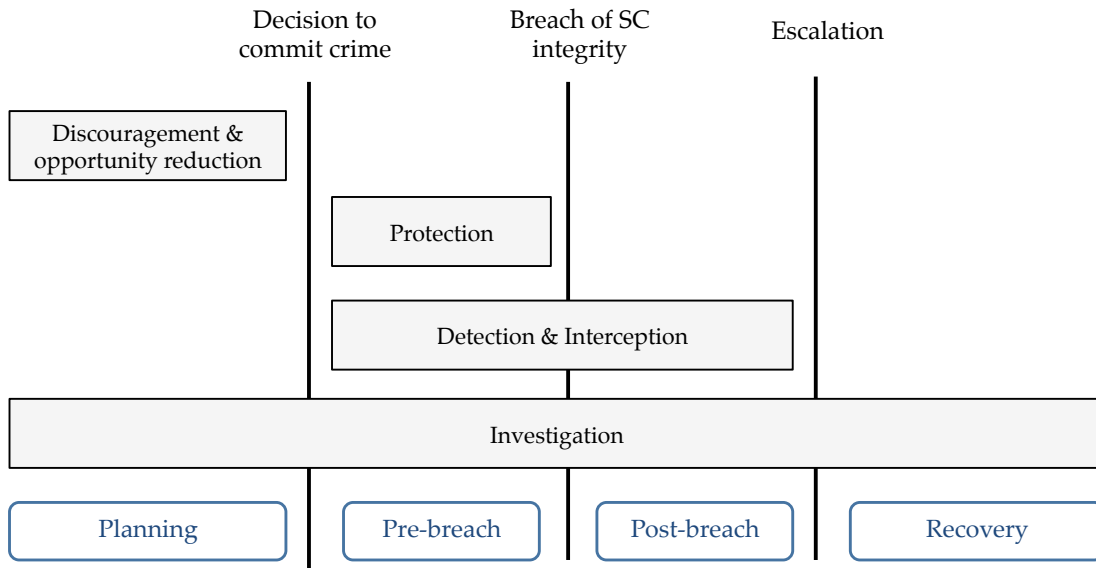 Decision to
commit crime
Breach of SC
integrity
Escalation
Discouragement &
opportunity reduction
Protection
Detection & Interception
Investigation
Planning
Pre-breach
Post-breach
Recovery